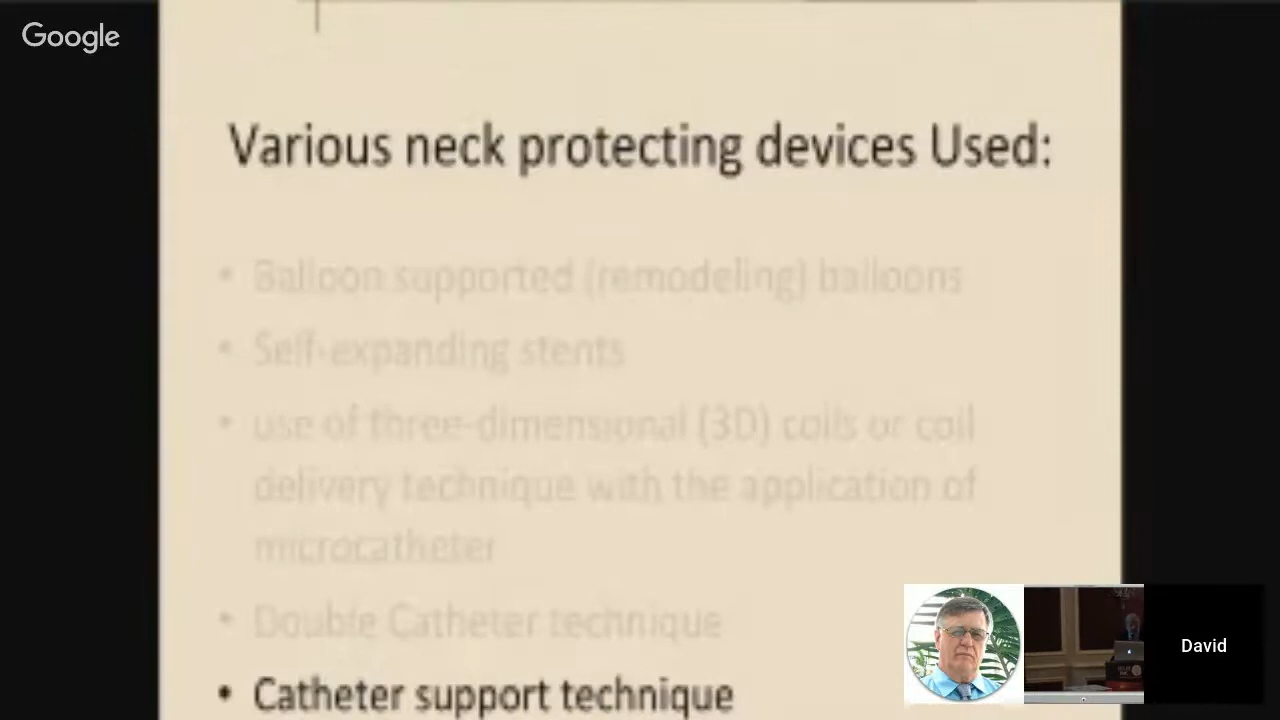 Google
Various neck protecting devices Used:
• Balloon supported (remodeling) balloons
• Self-expanding stents
• use of three-dimensional (3D) coils or coil
delivery technique with the application of
microcatheter
• Double Catheter technique
• Catheter support technique
David